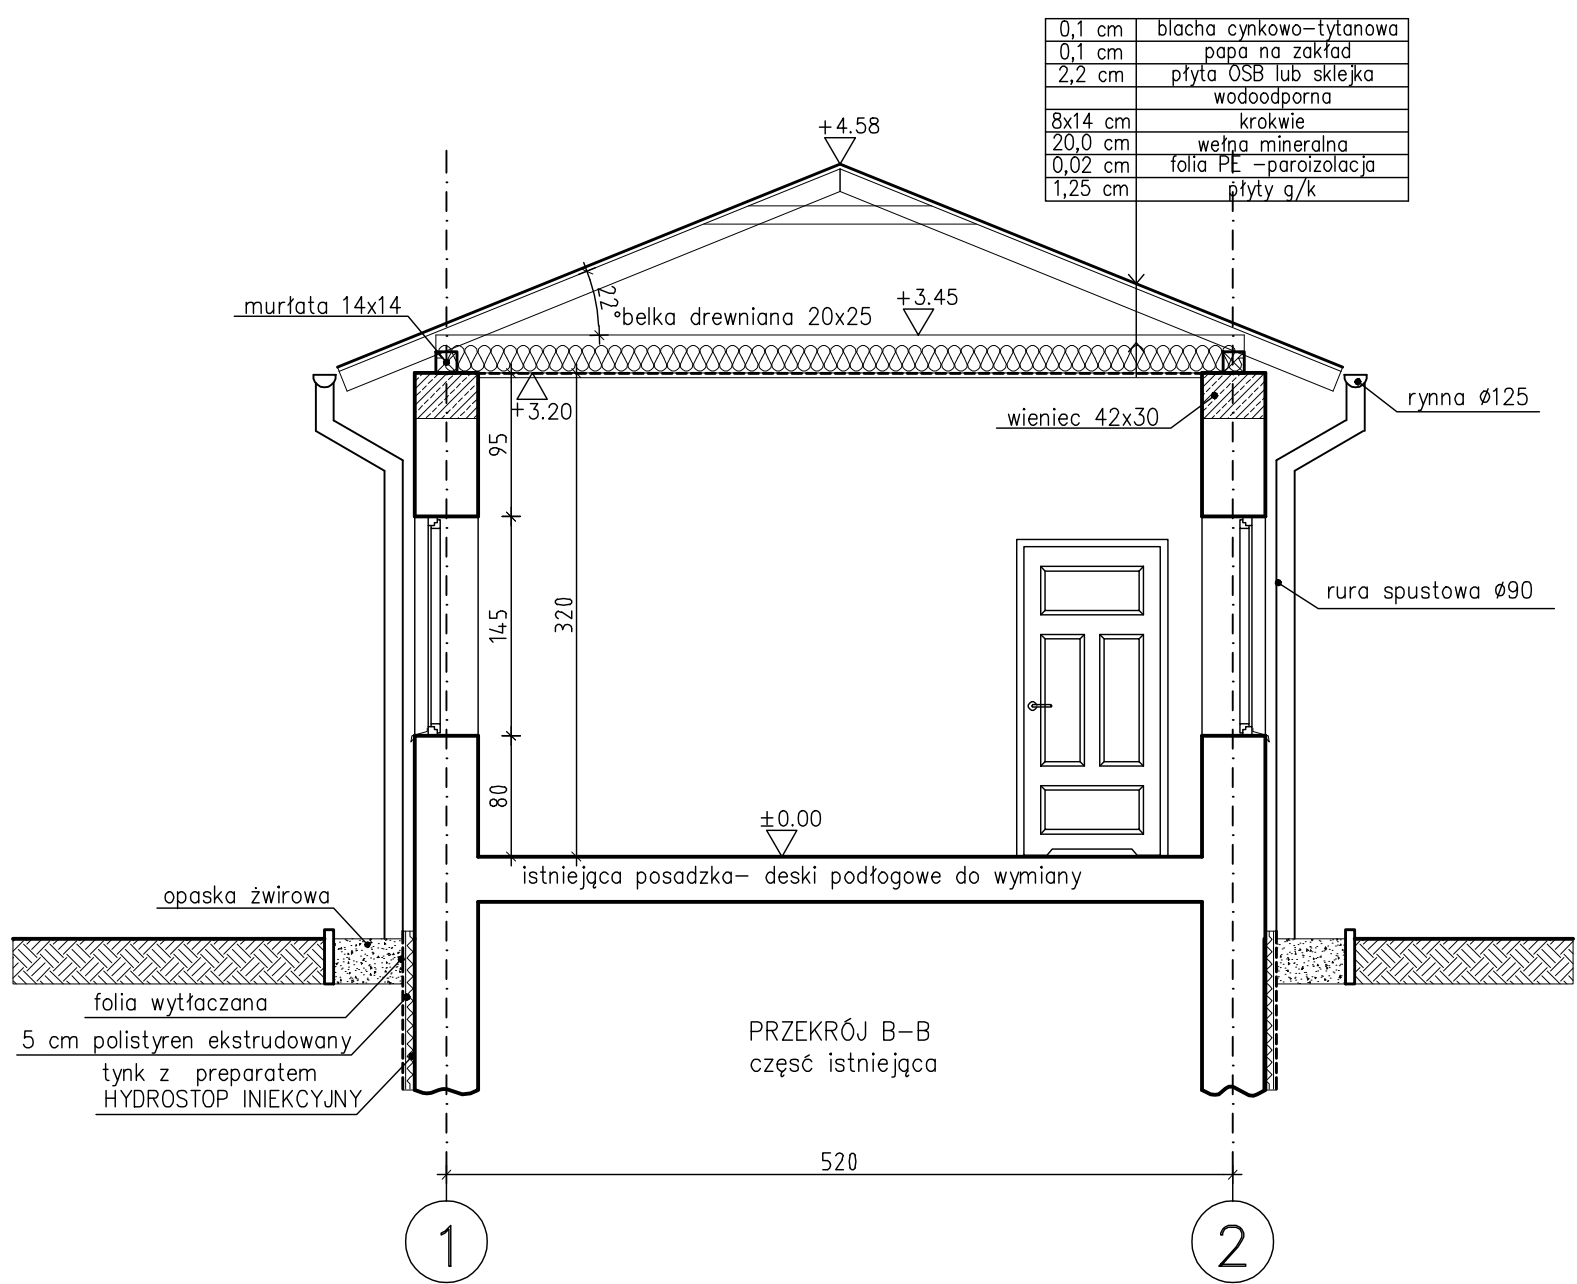 0,1 cm blacha cynkowo-tytanowa
0,1 cm papa na zakład
2,2 cm płyta OSB lub sklejka
wodoodporna
8x14 cm krokwie
20,0 cm wełna mineralna
0,02 cm folia PE -paroizolacja
1,25 cm płyty g/k
+4.58
murłata 14x14
22°
belka drewniana 20x25
+3.45
+3.20
wieniec 42x30
rynna ø125
95
145
320
80
rura spustowa ø90
±0.00
istniejąca posadzka- deski podłogowe do wymiany
opaska żwirowa
folia wytłaczana
5 cm polistyren ekstrudowany
tynk z preparatem
HYDROSTOP INIEKCYJNY
PRZEKRÓJ B-B
częsć istniejąca
520
1
2